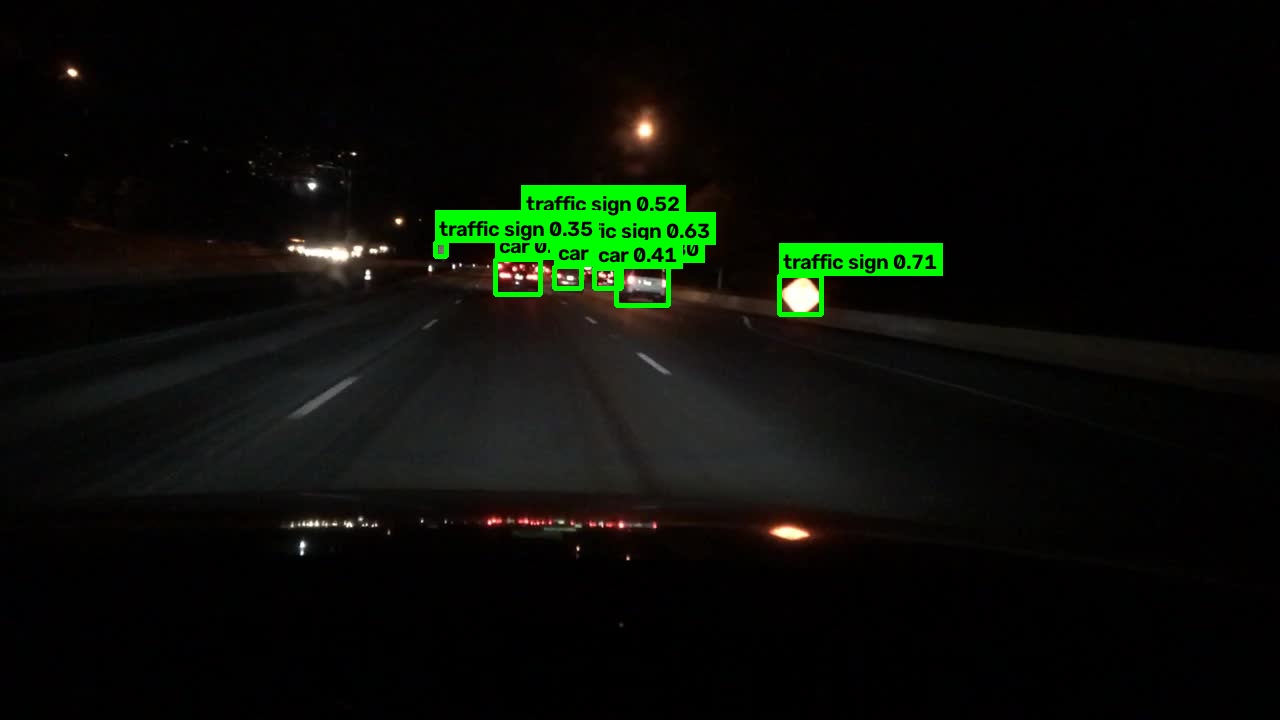 traffic sign 0.52
traffic sign 0.35
ic sign 0.63
car 0.
car
car 0.41
traffic sign 0.71